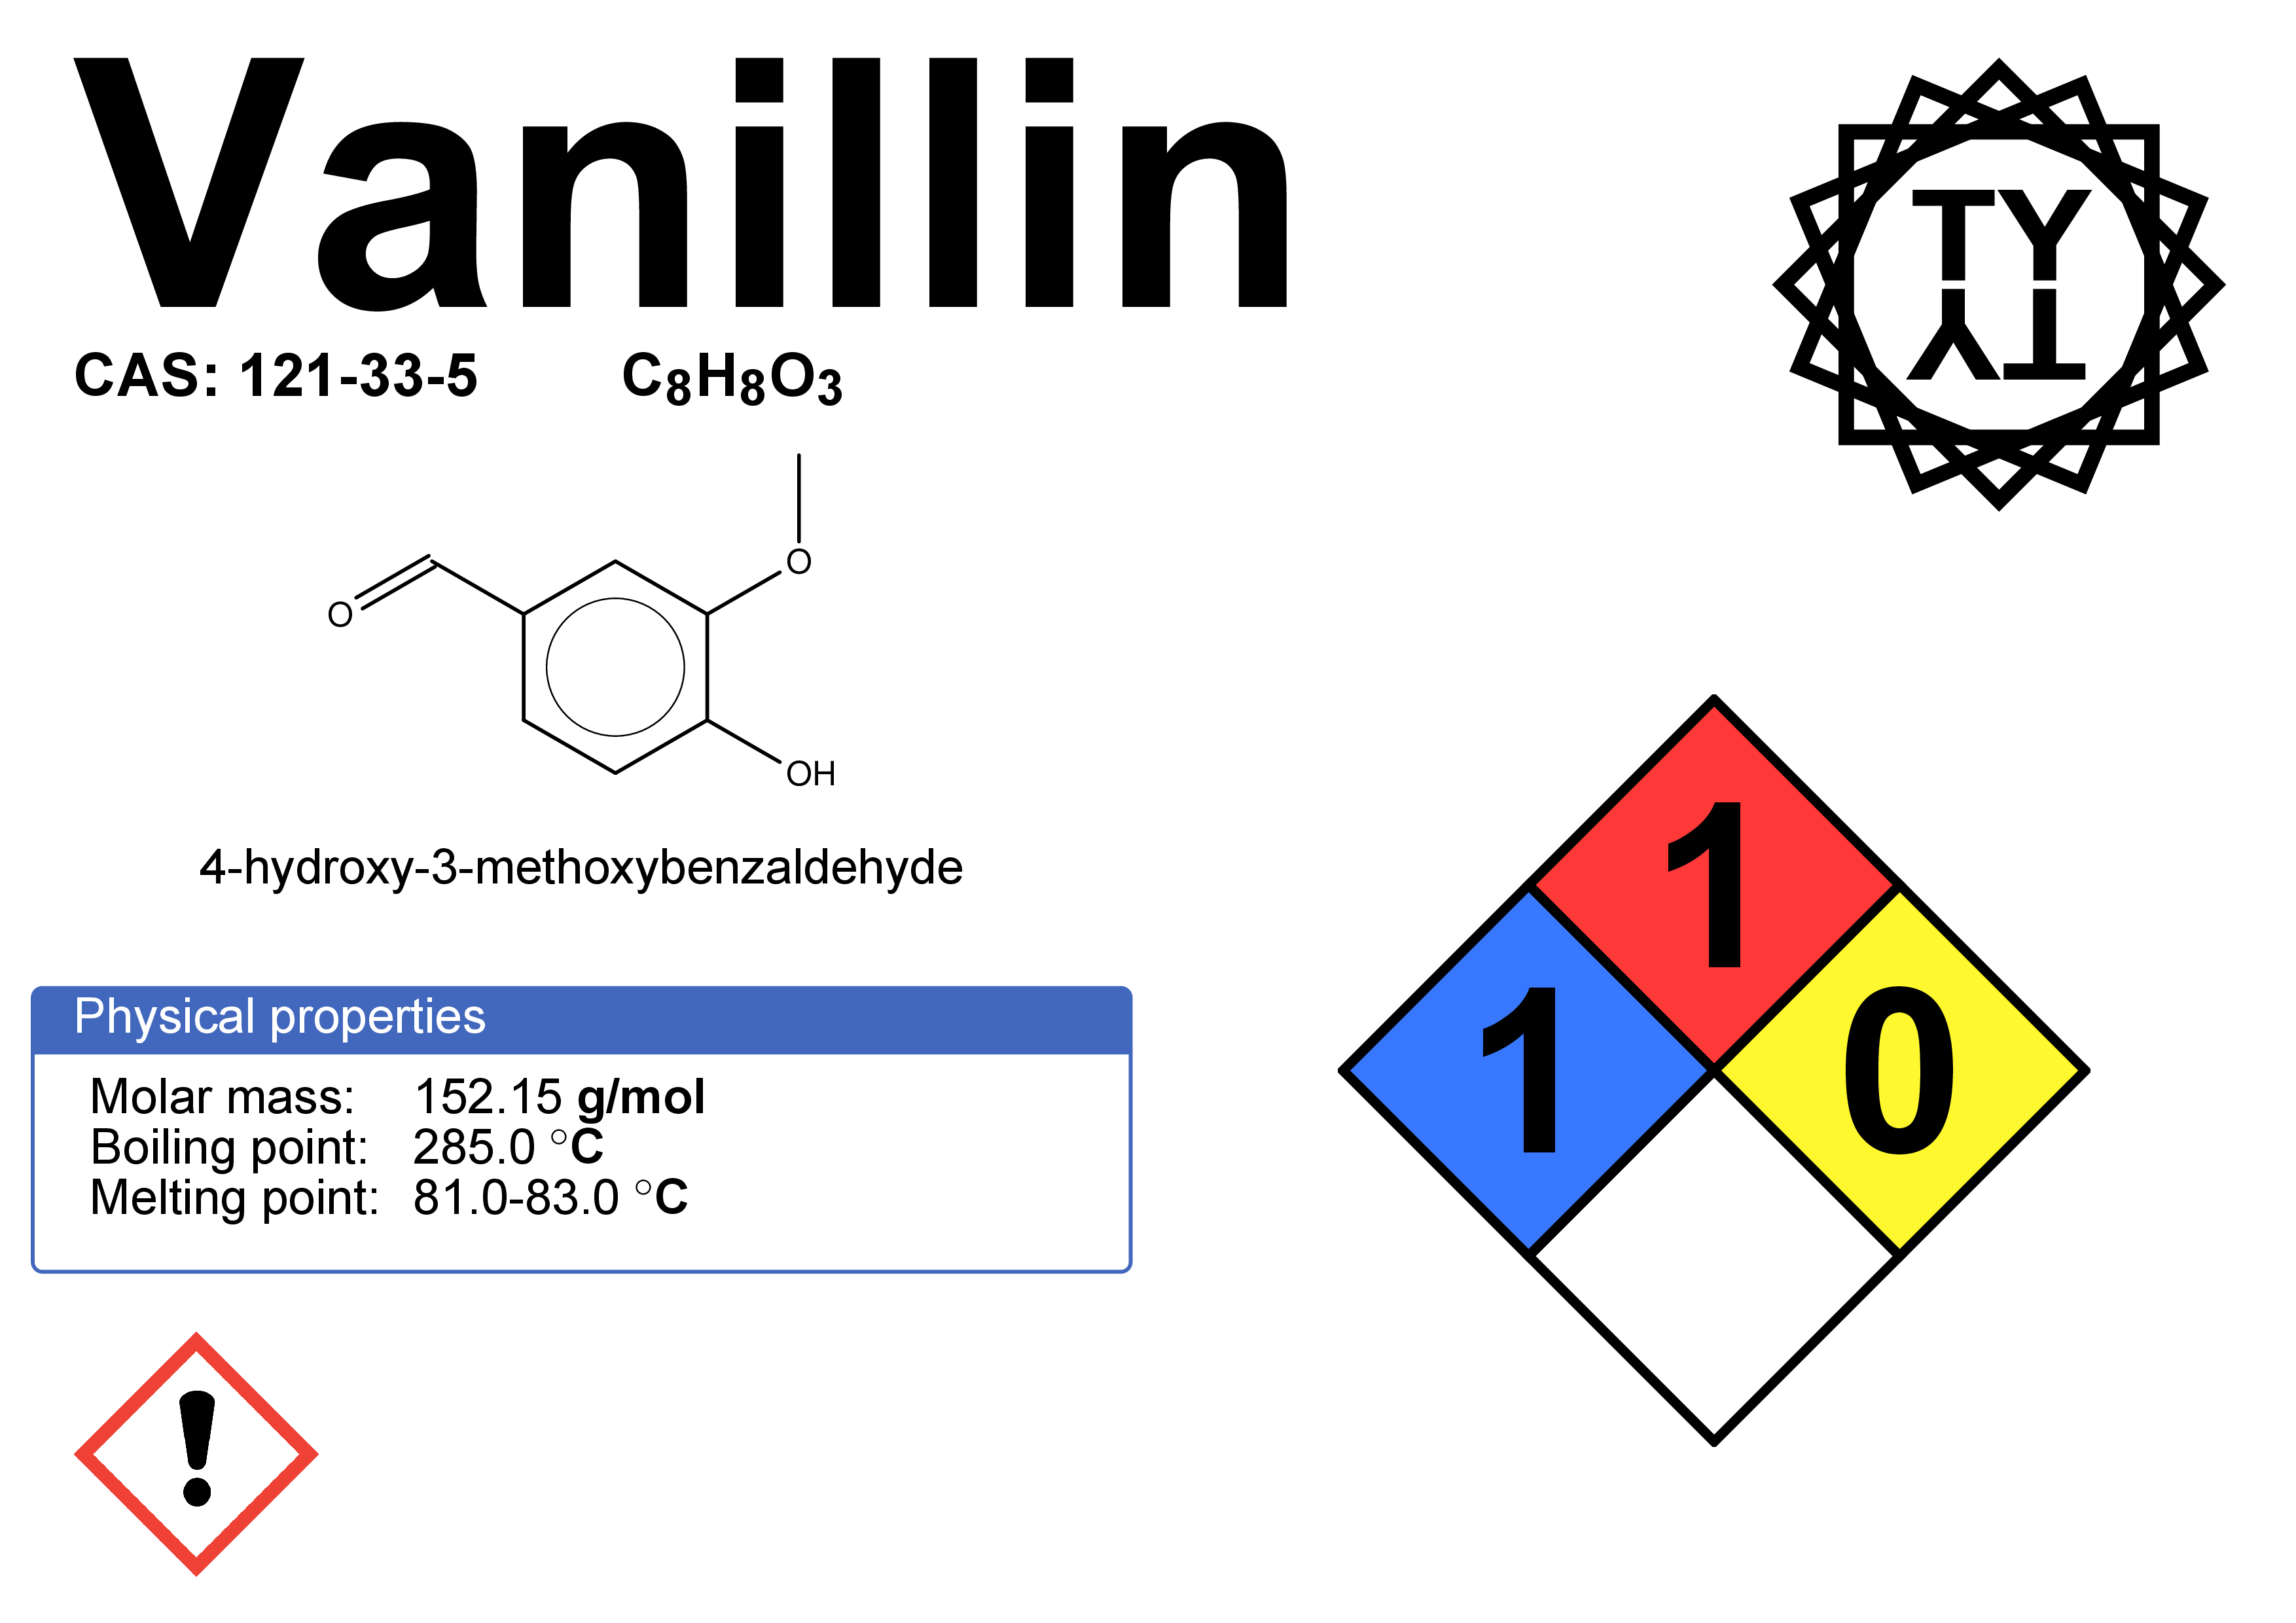 Vanillin
CAS: 121-33-5 C₈H₈O₃
TY
TY
O
O
OH
4-hydroxy-3-methoxybenzaldehyde
Physical properties
Molar mass: 152.15 g/mol
Boiling point: 285.0 °C
Melting point: 81.0-83.0 °C
1
1
0
!